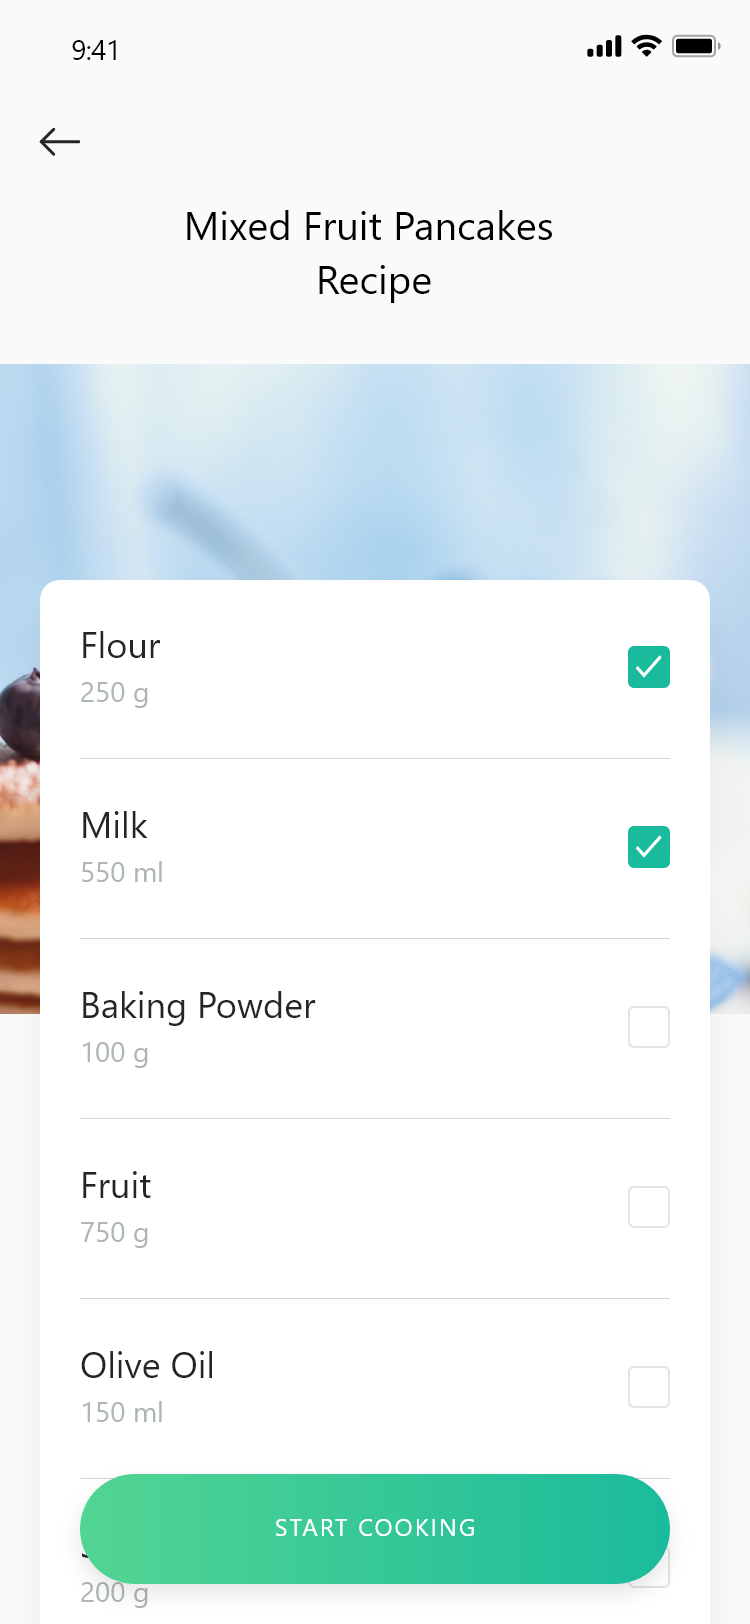 9:41
Mixed Fruit Pancakes
Recipe
Flour
250 g
Milk
550 ml
Baking Powder
100 g
Fruit
750 g
Olive Oil
150 ml
START COOKING
200 g